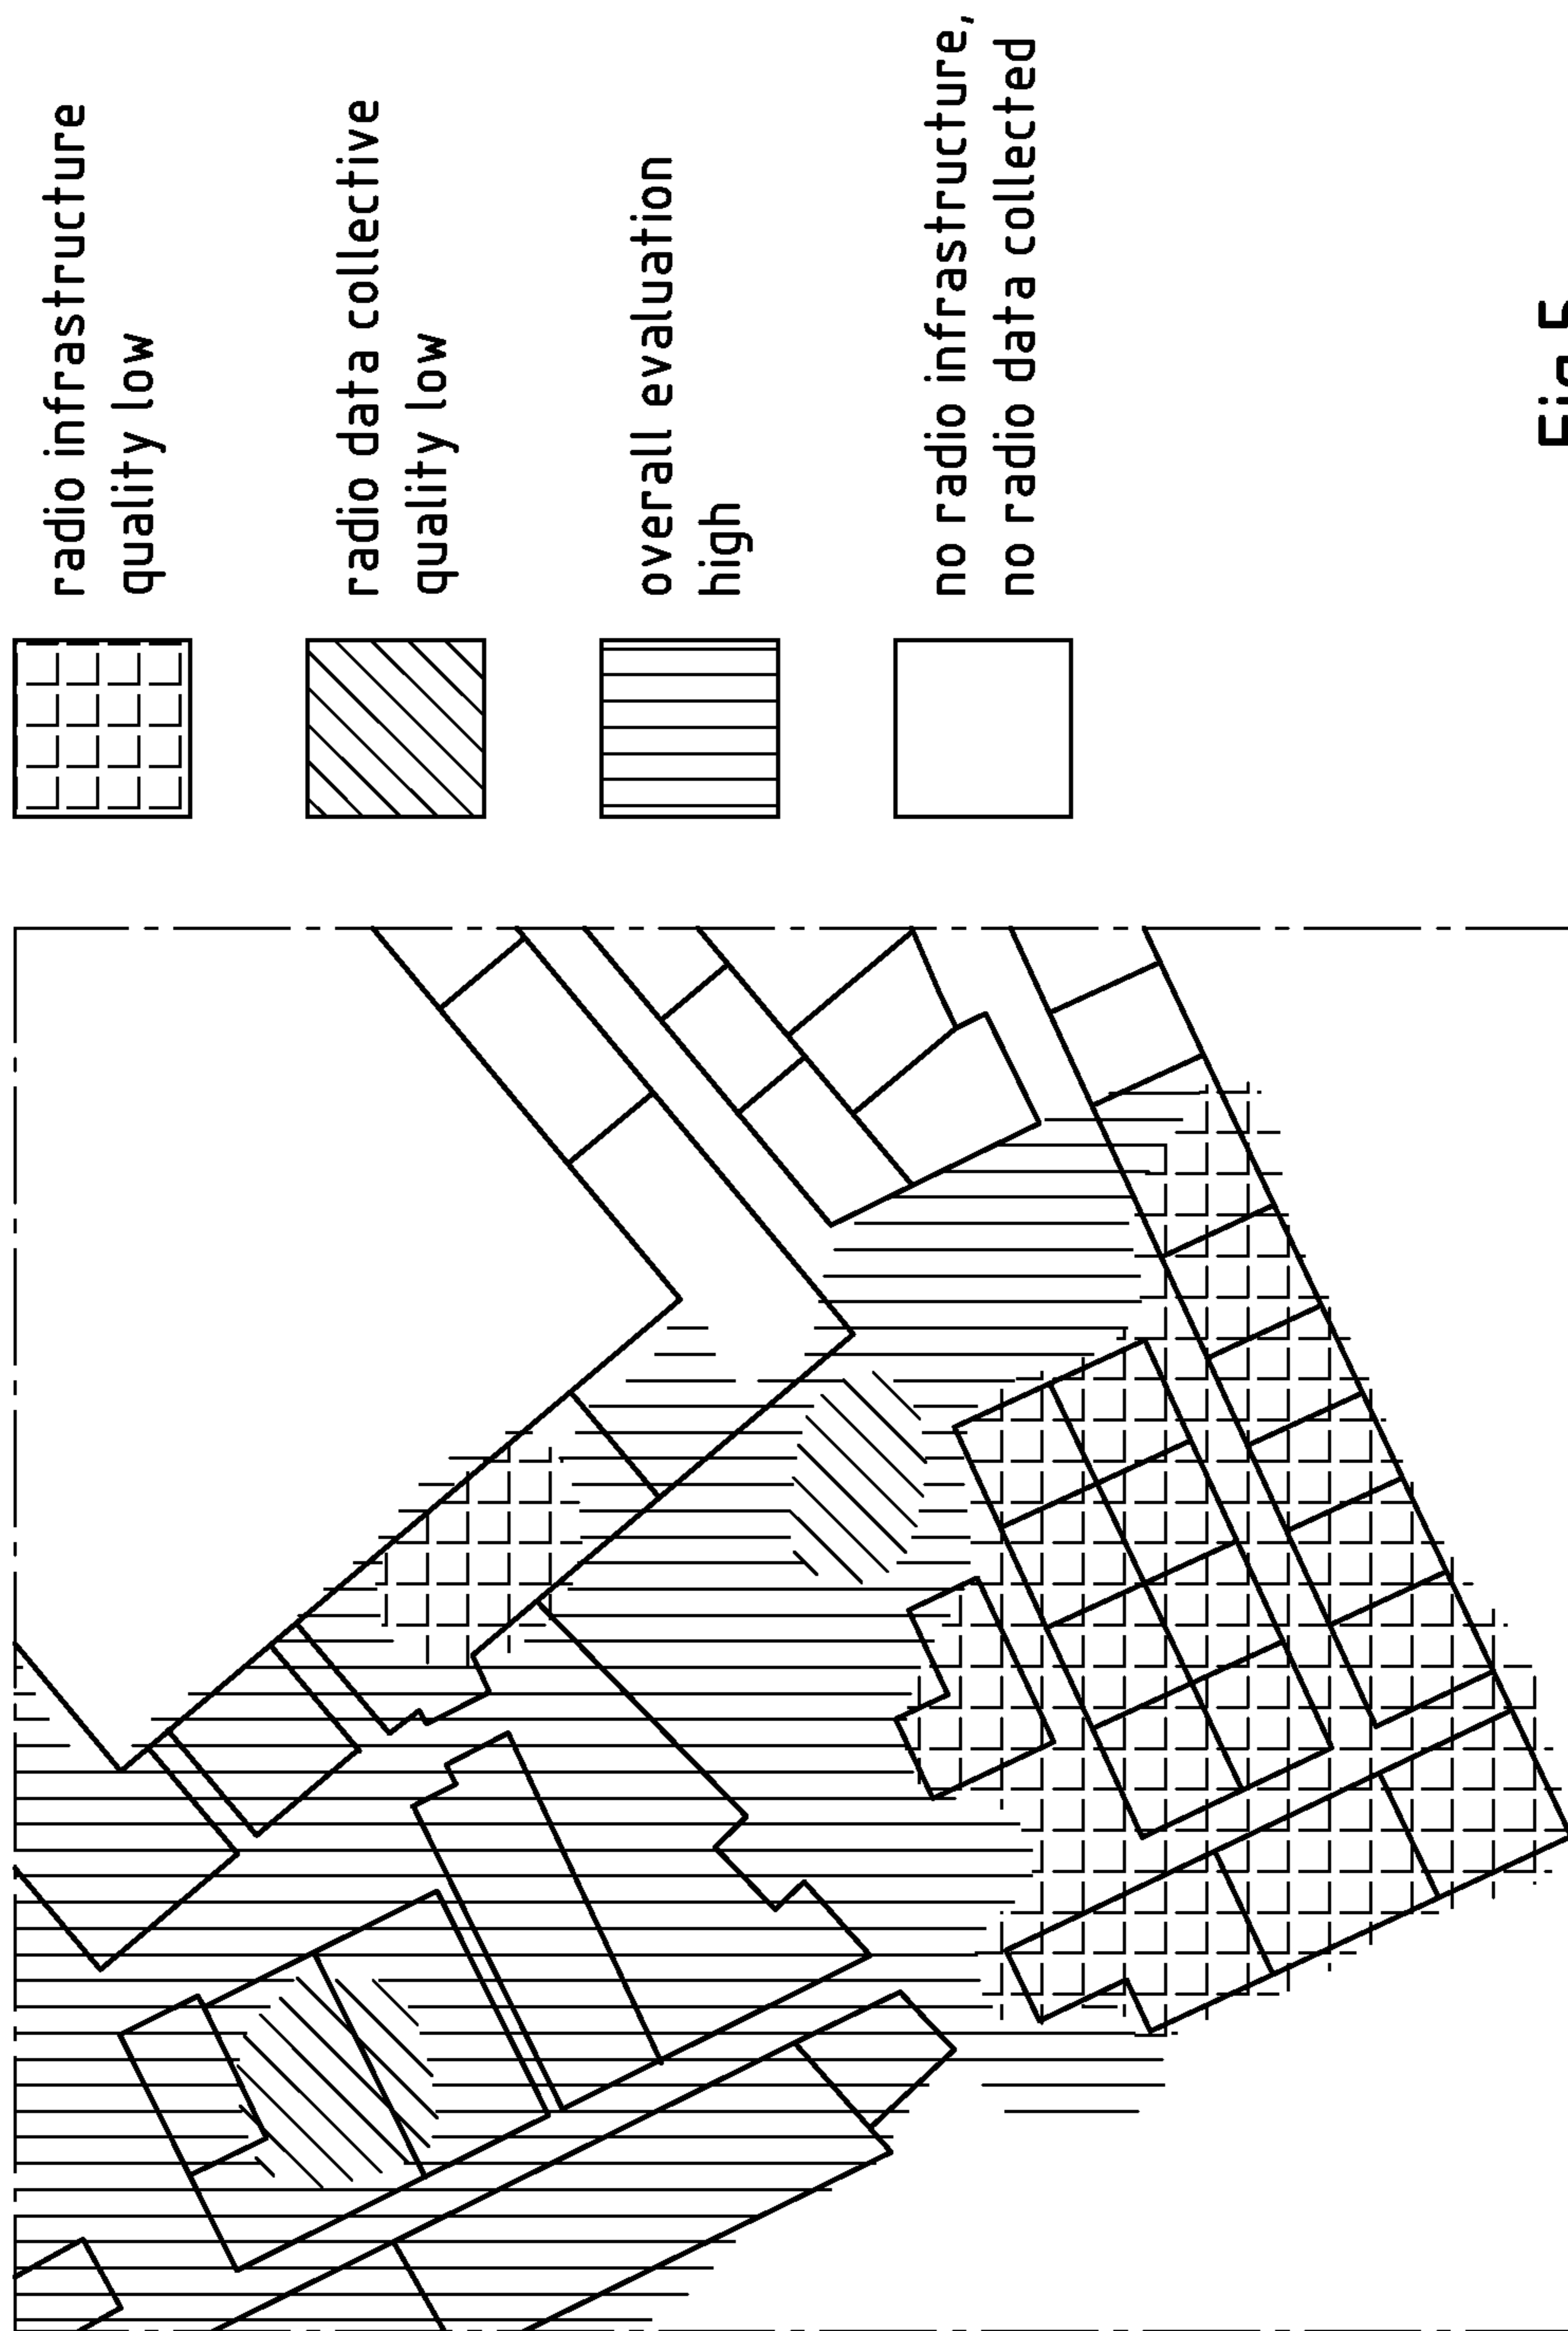 radio infrastructure
quality low
radio data collective
quality low
overall evaluation
high
no radio infrastructure,
no radio data collected